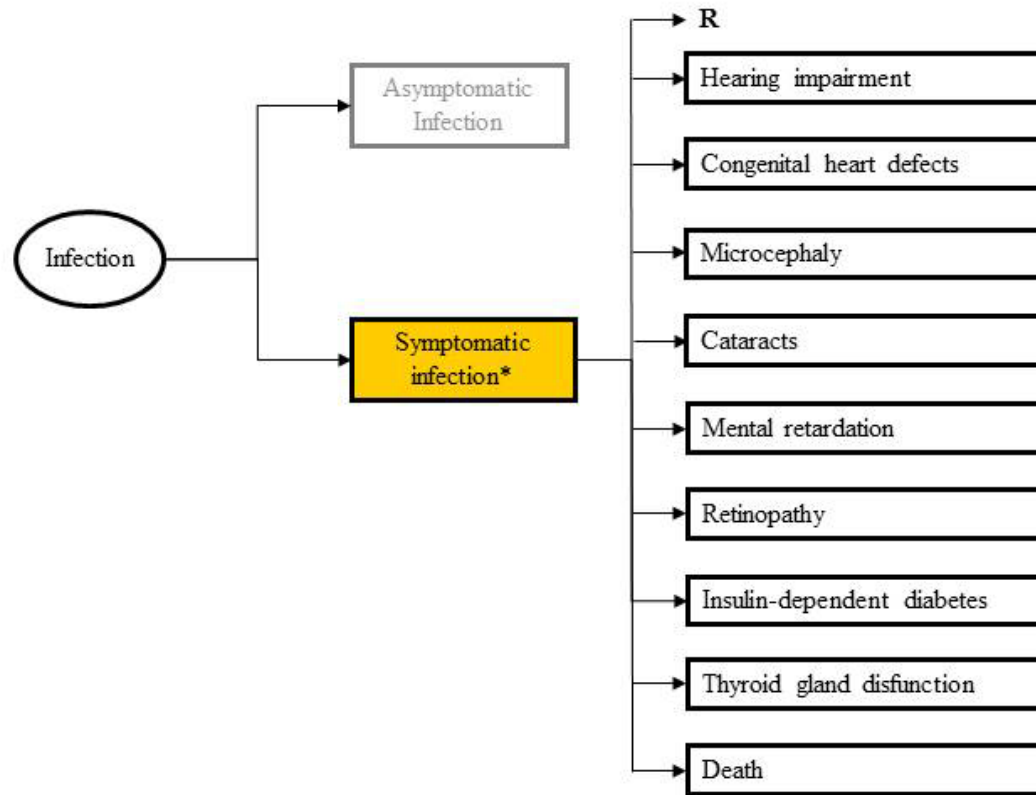 R
Hearing impairment
Asymptomatic
Infection
Congenital heart defects
Infection
Microcephaly
Symptomatic
infection*
Cataracts
Mental retardation
Retinopathy
Insulin-dependent diabetes
Thyroid gland disfunction
Death